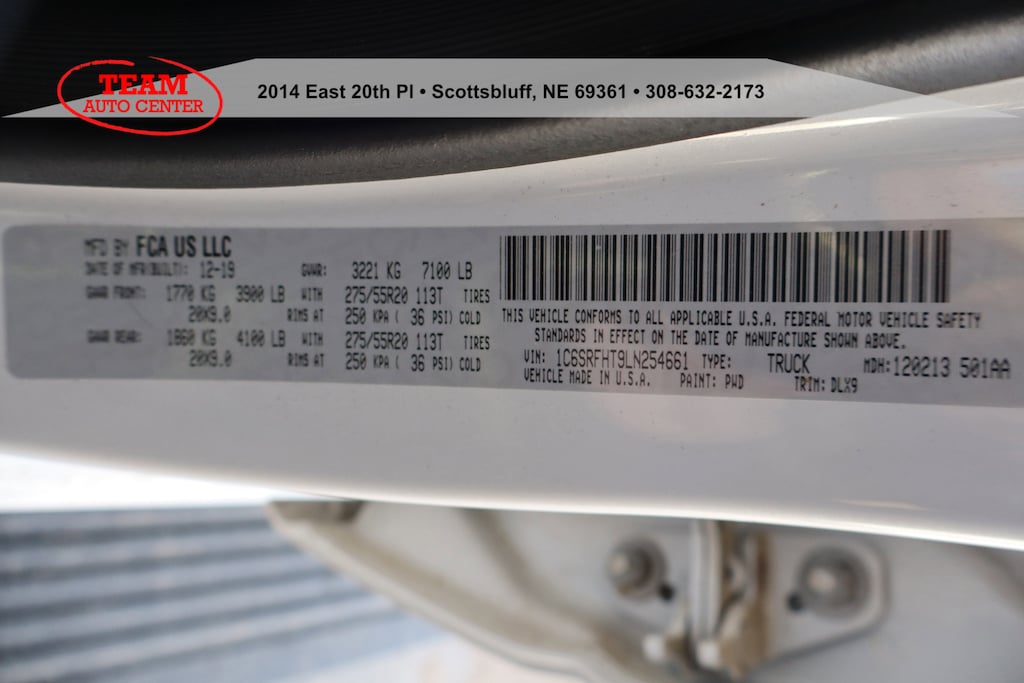 TEAM
AUTO CENTER
2014 East 20th Pl • Scottsbluff, NE 69361 • 308-632-2173
MFD BY FCA US LLC
DATE OF MFR(BUILT): 12-19 GVWR: 3221 KG 7100 LB
GAWR FRONT: 1770 KG 3900 LB WITH 275/55R20 113T TIRES
20X9.0 RIMS AT 250 KPA ( 36 PSI) COLD
GAWR REAR: 1860 KG 4100 LB WITH 275/55R20 113T TIRES
20X9.0 RIMS AT 250 KPA ( 36 PSI) COLD
THIS VEHICLE CONFORMS TO ALL APPLICABLE U.S.A. FEDERAL MOTOR VEHICLE SAFETY
STANDARDS IN EFFECT ON THE DATE OF MANUFACTURE SHOWN ABOVE.
VIN: 1C6SRFHT9LN254661 TYPE: TRUCK MDH:120213 501AA
VEHICLE MADE IN U.S.A. PAINT: PWD TRIM: DLX9